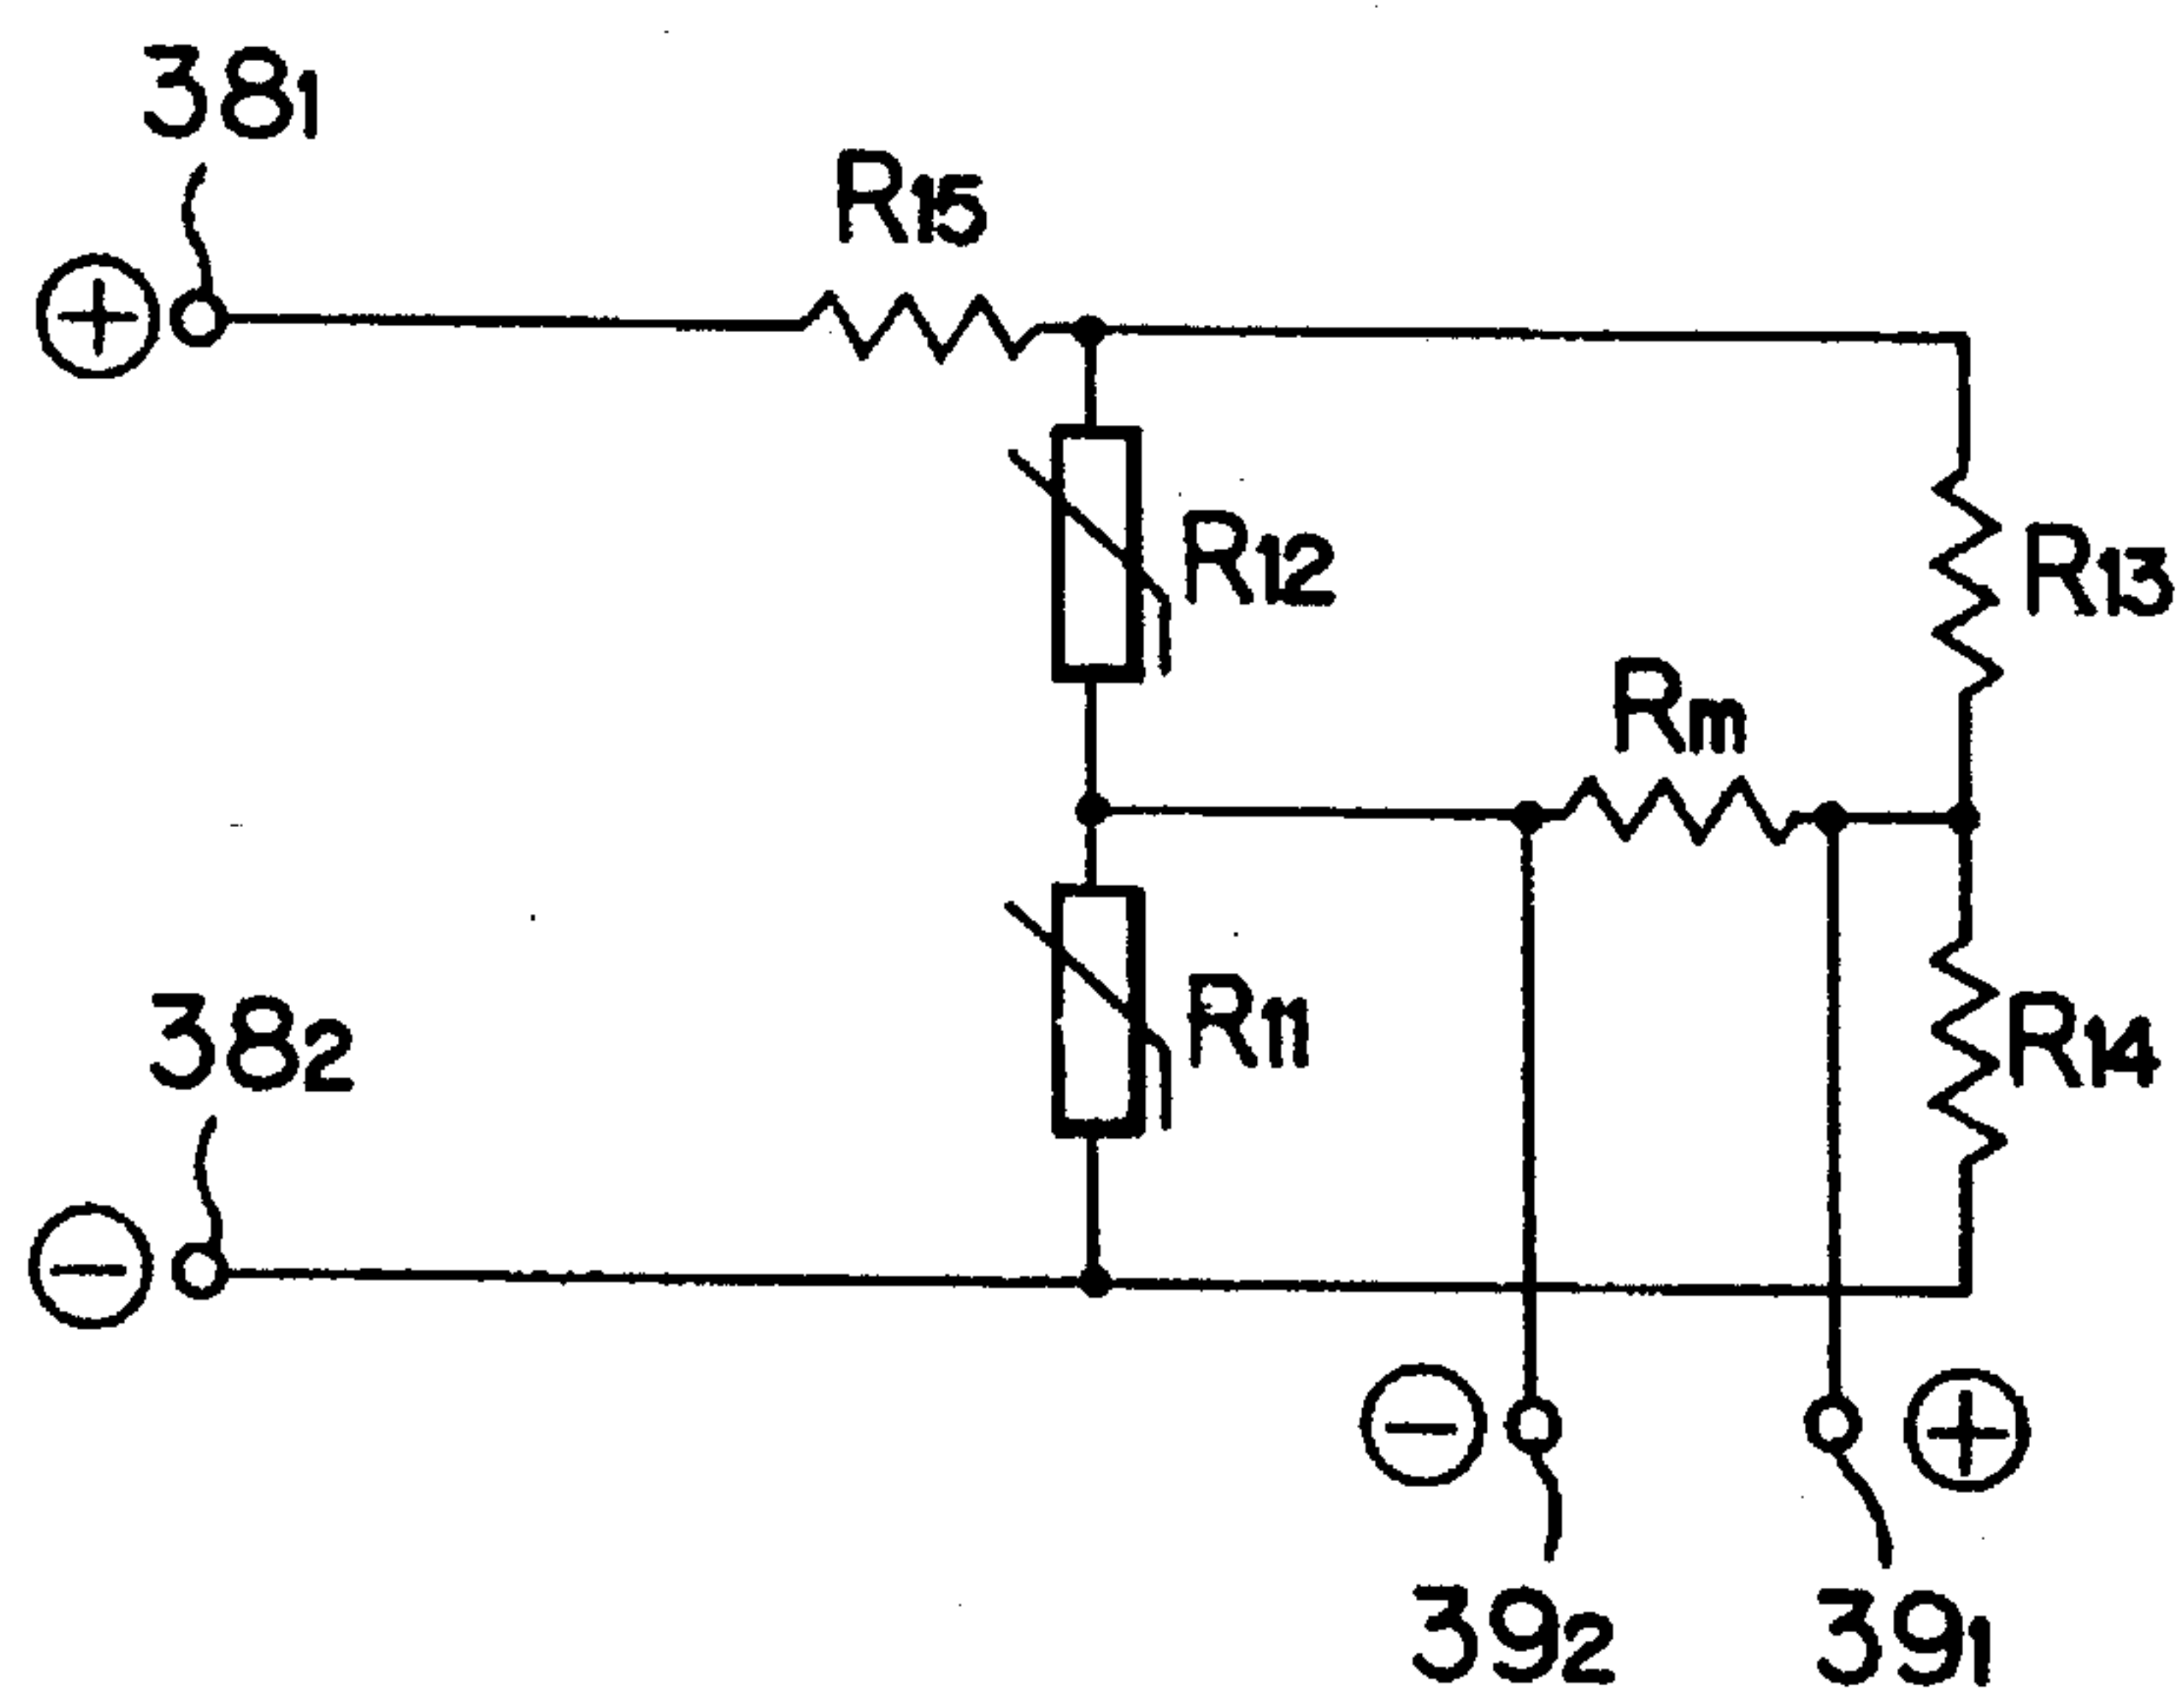 38₁
R₁₅
⊕
R₁₂
R₁₃
Rm
38₂
R₁₁
R₁₄
⊖
⊖
⊕
39₂
39₁